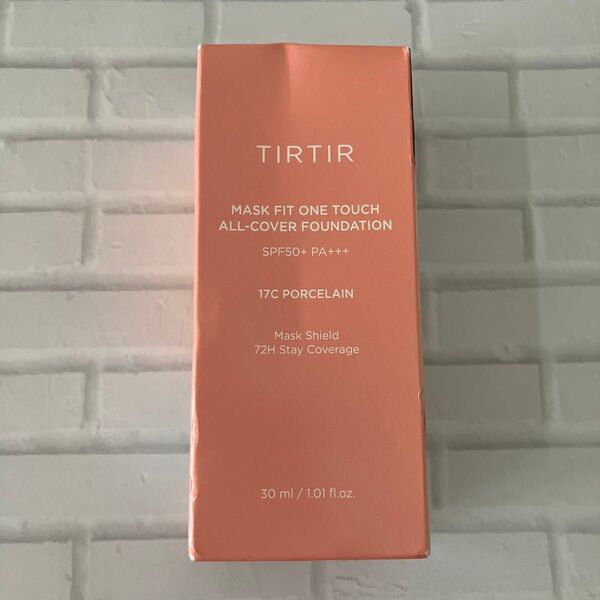 TIRTIR
MASK FIT ONE TOUCH
ALL-COVER FOUNDATION
SPF50+ PA+++
17C PORCELAIN
Mask Shield
72H Stay Coverage
30 ml / 1.01 fl.oz.